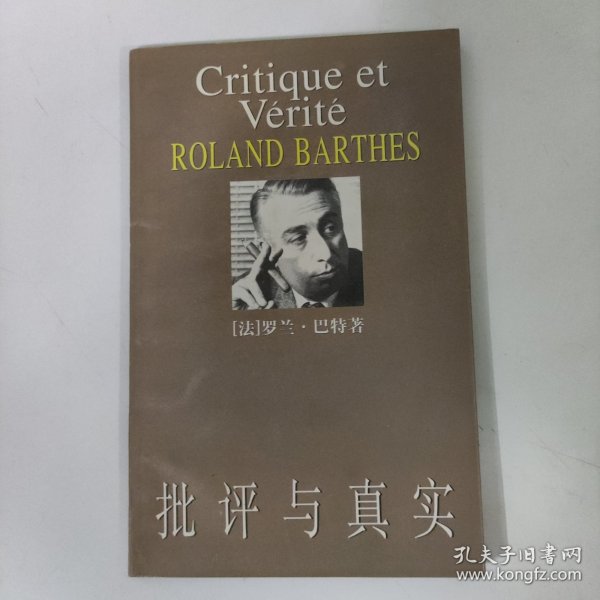 Critique et
Vérité
ROLAND BARTHES
[法]罗兰·巴特著
批评与真实
孔夫子旧书网
www.kongfz.com